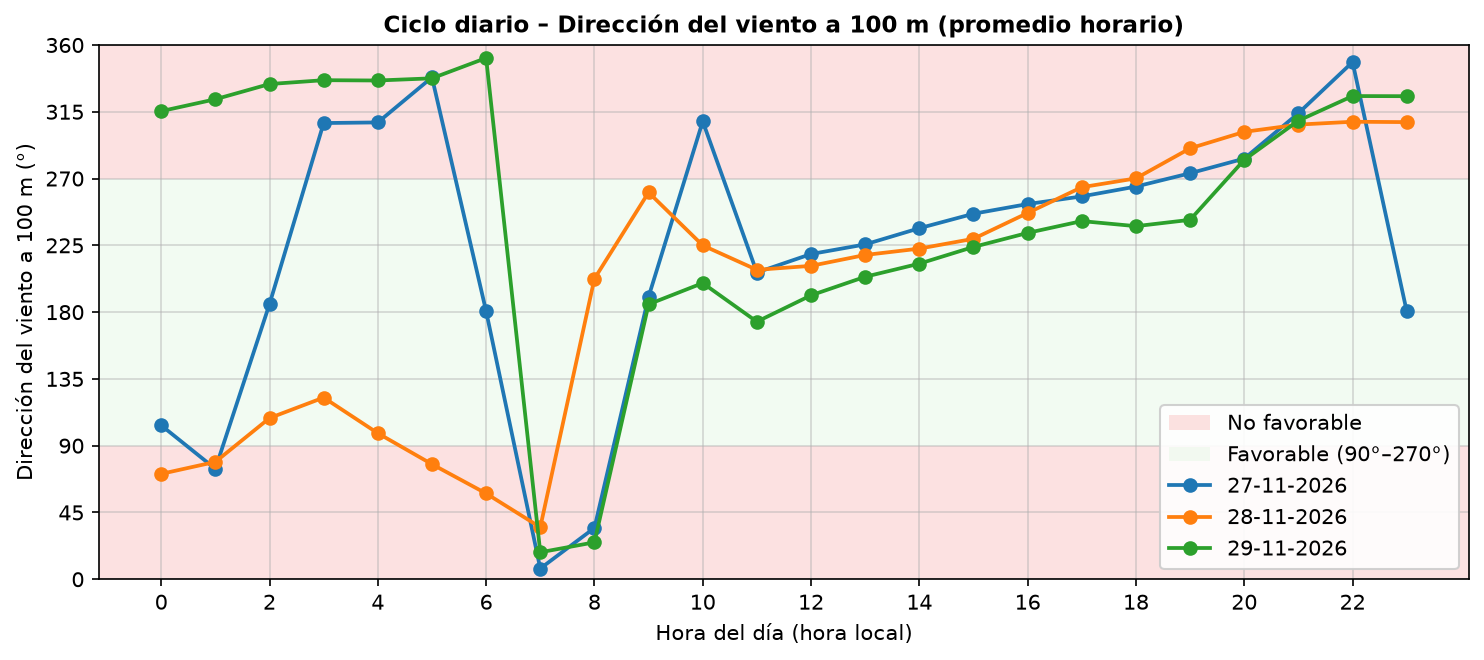 Ciclo diario – Dirección del viento a 100 m (promedio horario)
Dirección del viento a 100 m (°)
360
315
270
225
180
135
90
45
0
0 2 4 6 8 10 12 14 16 18 20 22
Hora del día (hora local)
No favorable
Favorable (90°–270°)
27-11-2026
28-11-2026
29-11-2026